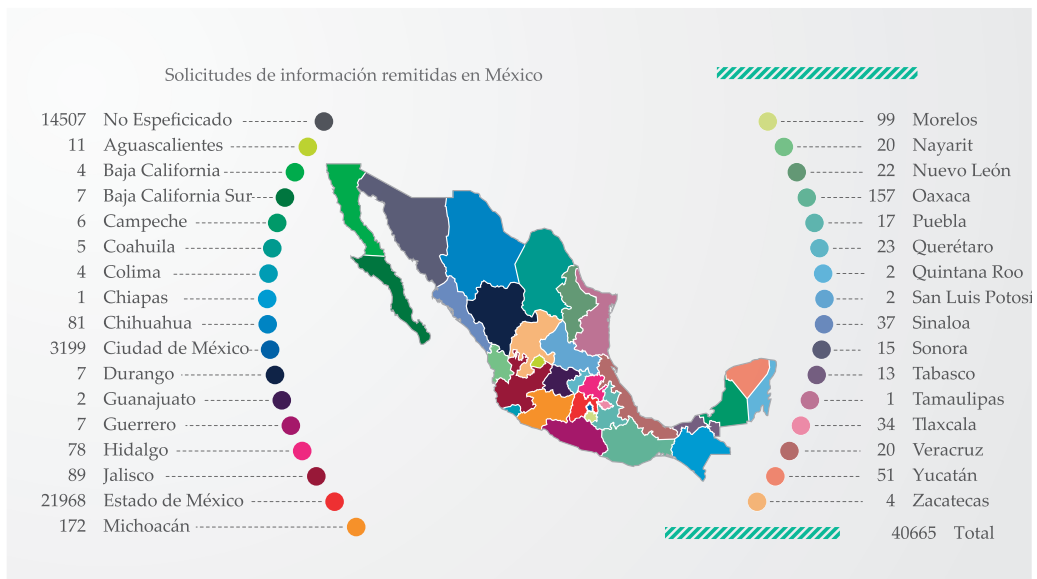 Solicitudes de información remitidas en México
14507 No Espeficicado
11 Aguascalientes
4 Baja California
7 Baja California Sur
6 Campeche
5 Coahuila
4 Colima
1 Chiapas
81 Chihuahua
3199 Ciudad de México
7 Durango
2 Guanajuato
7 Guerrero
78 Hidalgo
89 Jalisco
21968 Estado de México
172 Michoacán
99 Morelos
20 Nayarit
22 Nuevo León
157 Oaxaca
17 Puebla
23 Querétaro
2 Quintana Roo
2 San Luis Potosí
37 Sinaloa
15 Sonora
13 Tabasco
1 Tamaulipas
34 Tlaxcala
20 Veracruz
51 Yucatán
4 Zacatecas
40665 Total